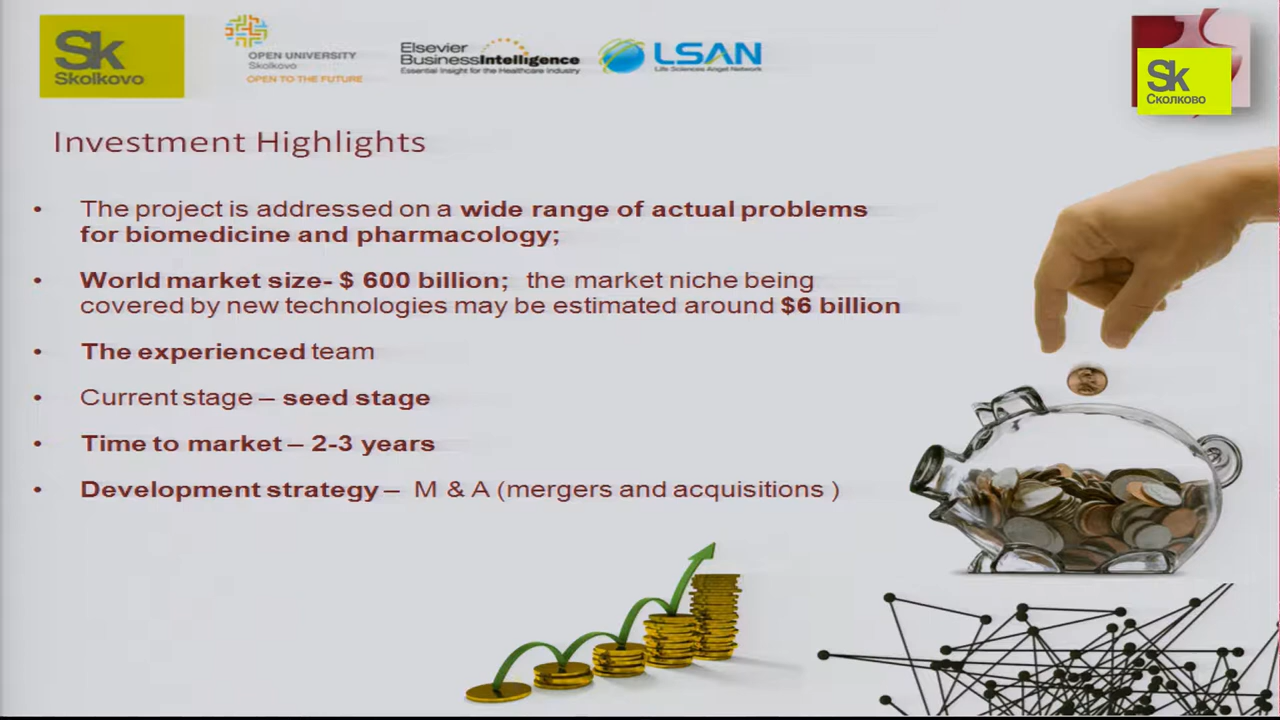 Sk
Skolkovo
OPEN UNIVERSITY
Skolkovo
OPEN TO THE FUTURE
Elsevier
BusinessIntelligence
Essential Insight for the Healthcare Industry
LSAN
Life Sciences Angel Network
Sk
Сколково
Investment Highlights
• The project is addressed on a wide range of actual problems
for biomedicine and pharmacology;
• World market size- $ 600 billion; the market niche being
covered by new technologies may be estimated around $6 billion
• The experienced team
• Current stage – seed stage
• Time to market – 2-3 years
• Development strategy – M & A (mergers and acquisitions )